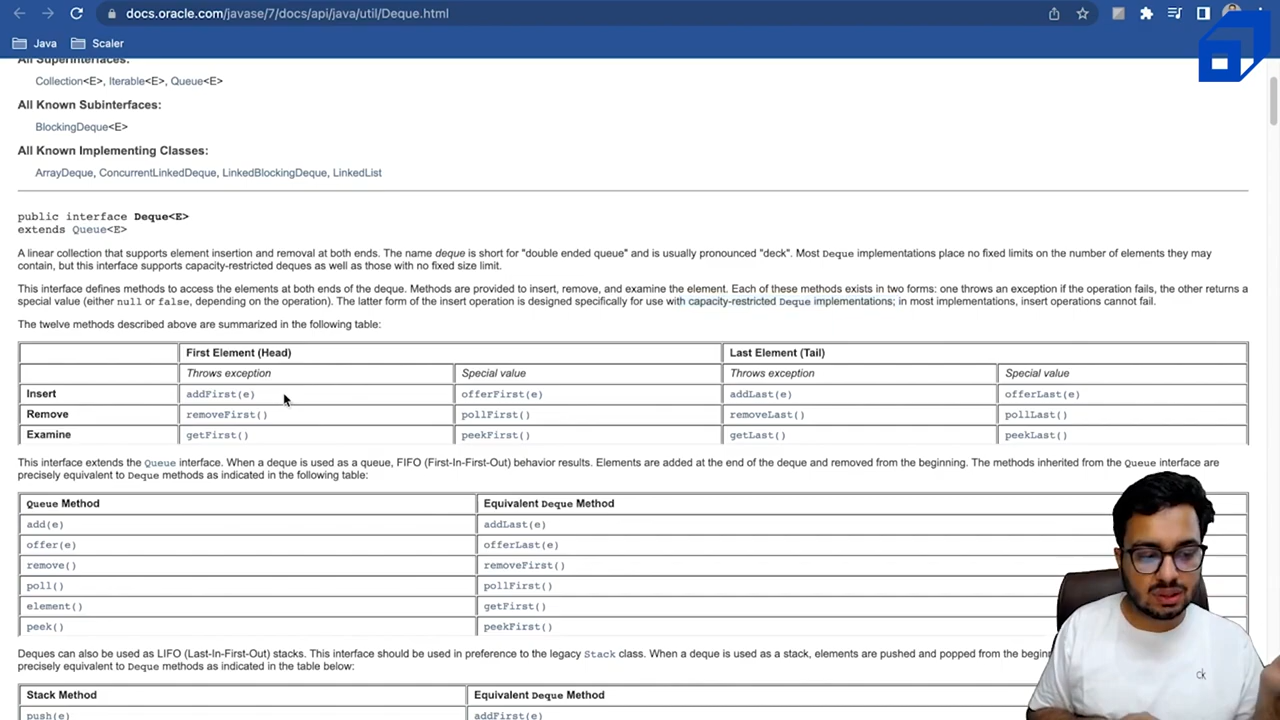 docs.oracle.com/javase/7/docs/api/java/util/Deque.html
Java Scaler
All Superinterfaces:
Collection<E>, Iterable<E>, Queue<E>
All Known Subinterfaces:
BlockingDeque<E>
All Known Implementing Classes:
ArrayDeque, ConcurrentLinkedDeque, LinkedBlockingDeque, LinkedList
public interface Deque<E>
extends Queue<E>
A linear collection that supports element insertion and removal at both ends. The name deque is short for "double ended queue" and is usually pronounced "deck". Most Deque implementations place no fixed limits on the number of elements they may
contain, but this interface supports capacity-restricted deques as well as those with no fixed size limit.
This interface defines methods to access the elements at both ends of the deque. Methods are provided to insert, remove, and examine the element. Each of these methods exists in two forms: one throws an exception if the operation fails, the other returns a
special value (either null or false, depending on the operation). The latter form of the insert operation is designed specifically for use with capacity-restricted Deque implementations; in most implementations, insert operations cannot fail.
The twelve methods described above are summarized in the following table:
First Element (Head) Last Element (Tail)
Throws exception Special value Throws exception Special value
Insert addFirst(e) offerFirst(e) addLast(e) offerLast(e)
Remove removeFirst() pollFirst() removeLast() pollLast()
Examine getFirst() peekFirst() getLast() peekLast()
This interface extends the Queue interface. When a deque is used as a queue, FIFO (First-In-First-Out) behavior results. Elements are added at the end of the deque and removed from the beginning. The methods inherited from the Queue interface are
precisely equivalent to Deque methods as indicated in the following table:
Queue Method Equivalent Deque Method
add(e) addLast(e)
offer(e) offerLast(e)
remove() removeFirst()
poll() pollFirst()
element() getFirst()
peek() peekFirst()
Deques can also be used as LIFO (Last-In-First-Out) stacks. This interface should be used in preference to the legacy Stack class. When a deque is used as a stack, elements are pushed and popped from the
precisely equivalent to Deque methods as indicated in the table below:
Stack Method Equivalent Deque Method
push(e) addFirst(e)